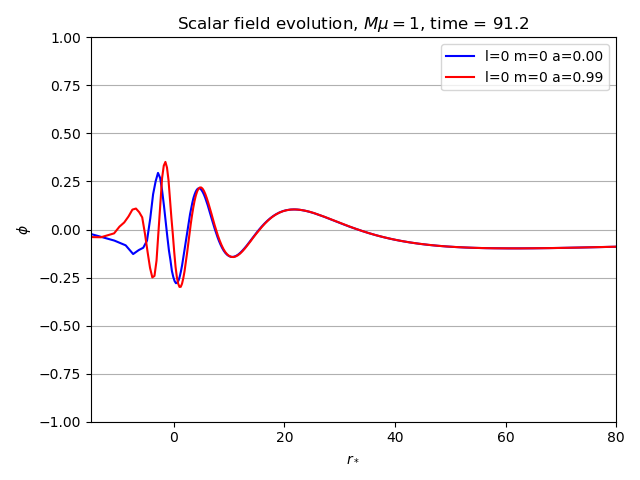 Scalar field evolution, Mμ = 1, time = 91.2
l=0 m=0 a=0.00
l=0 m=0 a=0.99
1.00
0.75
0.50
0.25
0.00
−0.25
−0.50
−0.75
−1.00
ϕ
0 20 40 60 80
r*